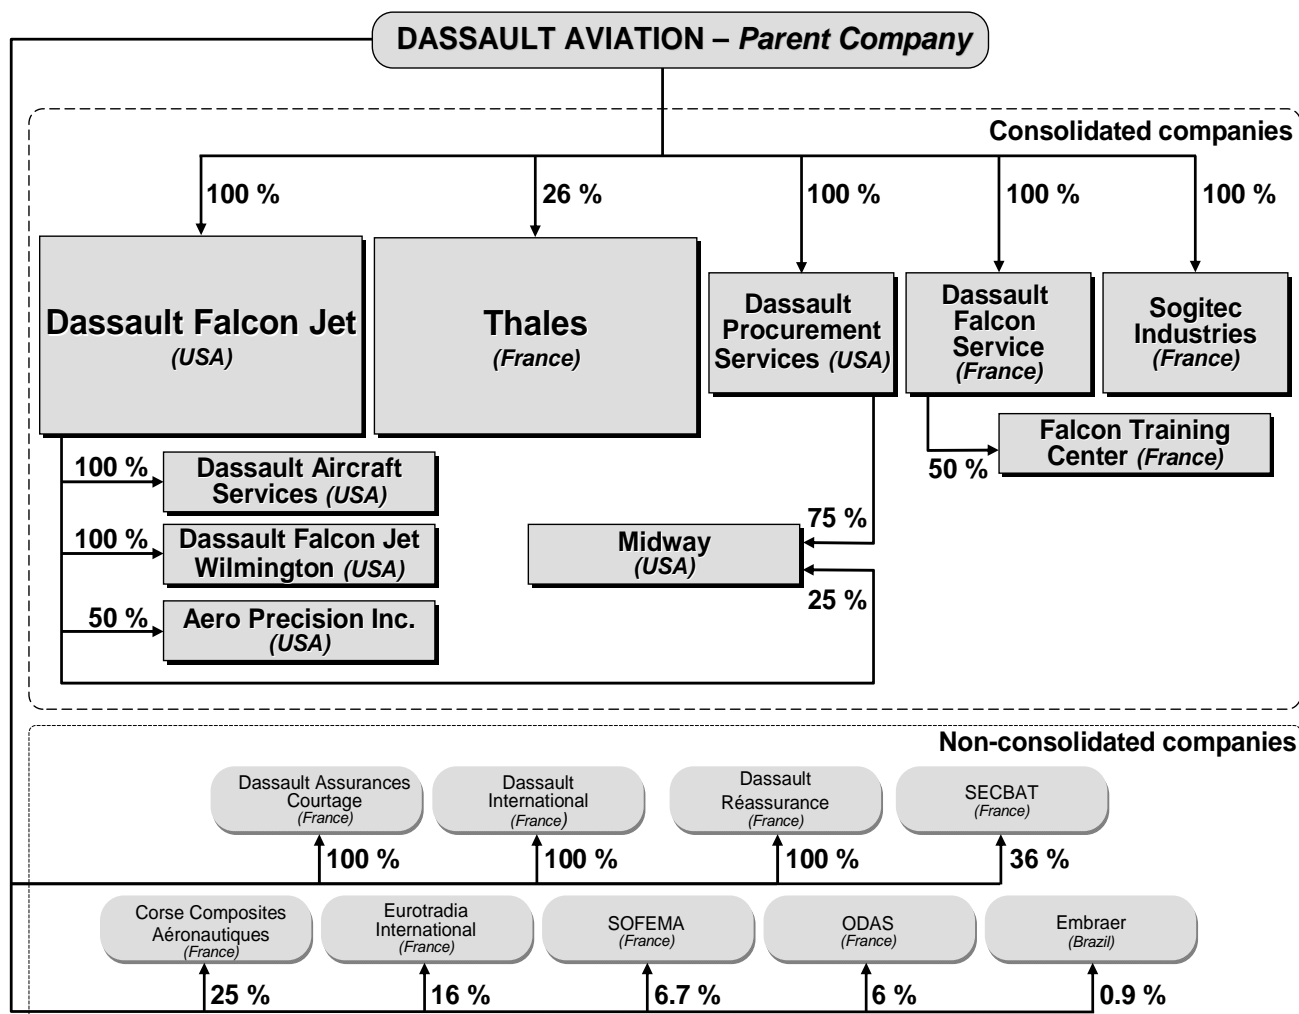 DASSAULT AVIATION – Parent Company
Consolidated companies
100 %
26 %
100 %
100 %
100 %
Dassault Falcon Jet
(USA)
Thales
(France)
Dassault
Procurement
Services (USA)
Dassault
Falcon
Service
(France)
Sogitec
Industries
(France)
100 %
Dassault Aircraft
Services (USA)
100 %
Dassault Falcon Jet
Wilmington (USA)
50 %
Aero Precision Inc.
(USA)
50 %
Falcon Training
Center (France)
75 %
Midway
(USA)
25 %
Non-consolidated companies
Dassault Assurances
Courtage
(France)
Dassault
International
(France)
Dassault
Réassurance
(France)
SECBAT
(France)
100 %
100 %
100 %
36 %
Corse Composites
Aéronautiques
(France)
Eurotradia
International
(France)
SOFEMA
(France)
ODAS
(France)
Embraer
(Brazil)
25 %
16 %
6.7 %
6 %
0.9 %